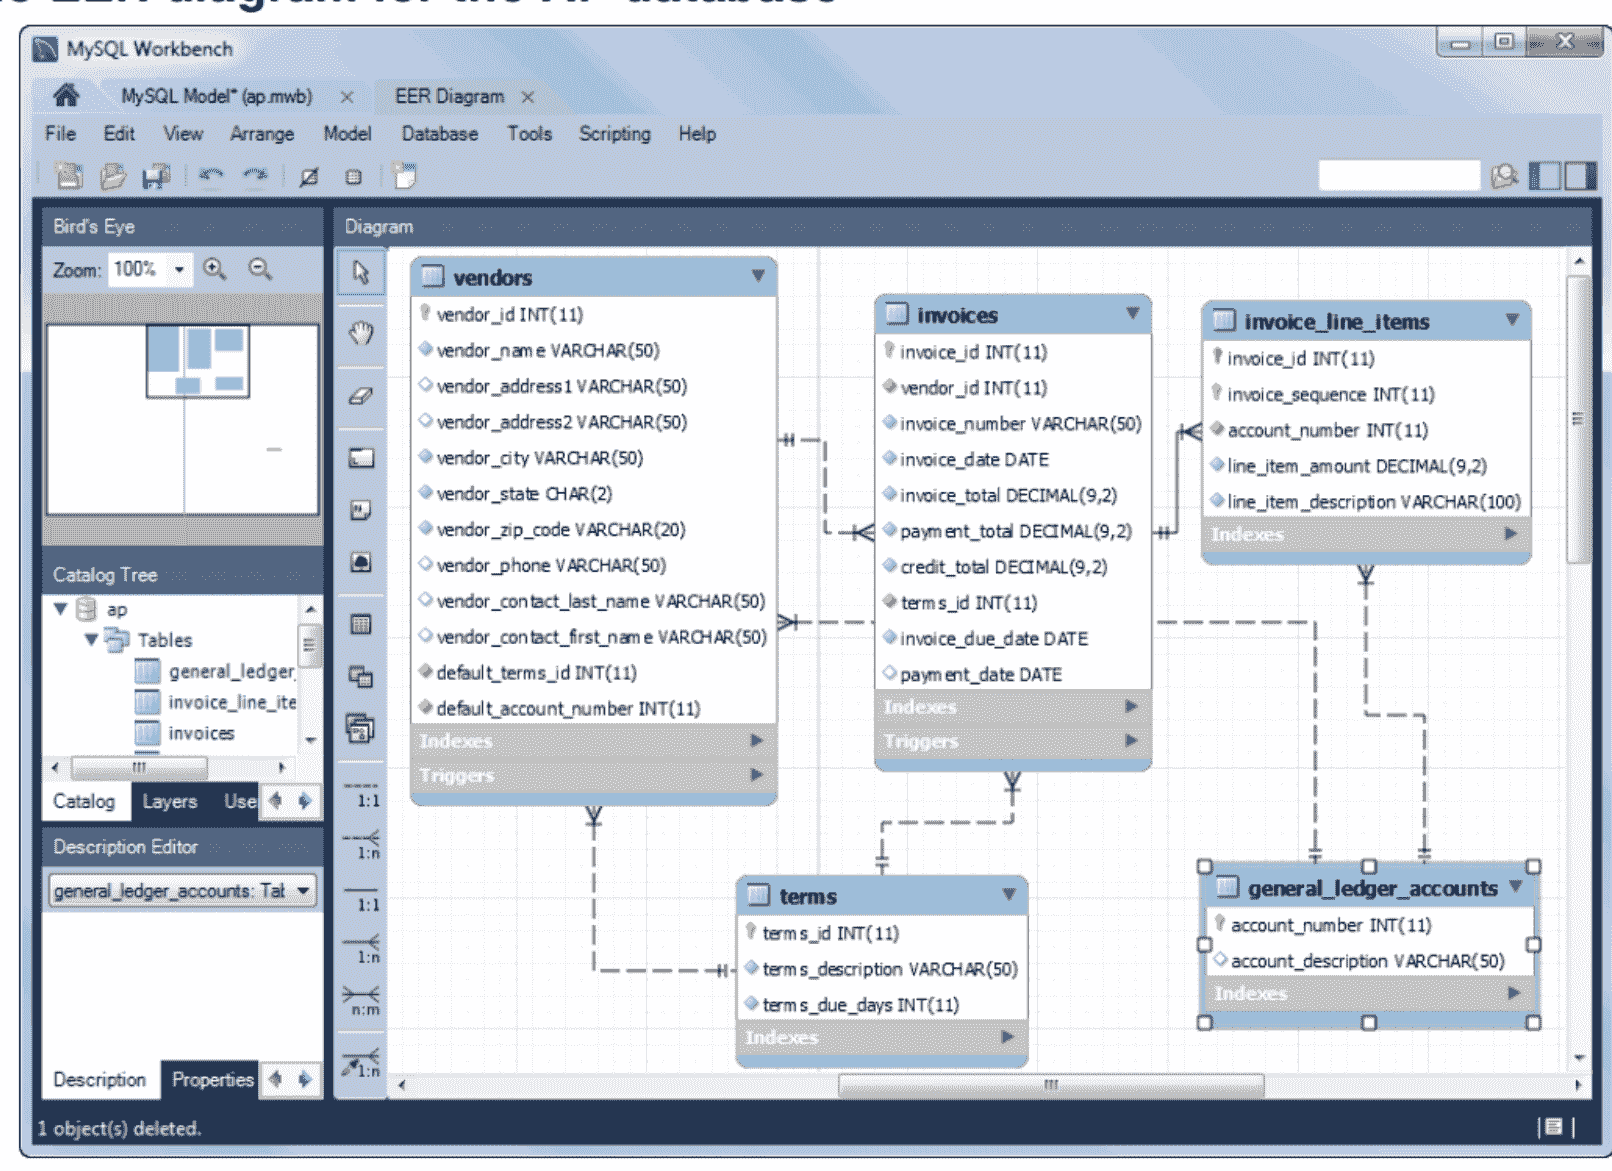 EER diagram for the AP database
MySQL Workbench
MySQL Model* (ap.mwb) ×
EER Diagram ×
File Edit View Arrange Model Database Tools Scripting Help
Bird's Eye
Zoom: 100%
Catalog Tree
ap
Tables
general_ledger
invoice_line_ite
invoices
Catalog Layers Use
Description Editor
general_ledger_accounts: Tal
Description Properties
1 object(s) deleted.
Diagram
1:1
1:n
1:1
1:n
n:m
1:n
vendors
vendor_id INT(11)
vendor_name VARCHAR(50)
vendor_address1 VARCHAR(50)
vendor_address2 VARCHAR(50)
vendor_city VARCHAR(50)
vendor_state CHAR(2)
vendor_zip_code VARCHAR(20)
vendor_phone VARCHAR(50)
vendor_contact_last_name VARCHAR(50)
vendor_contact_first_name VARCHAR(50)
default_terms_id INT(11)
default_account_number INT(11)
Indexes
Triggers
invoices
invoice_id INT(11)
vendor_id INT(11)
invoice_number VARCHAR(50)
invoice_date DATE
invoice_total DECIMAL(9,2)
payment_total DECIMAL(9,2)
credit_total DECIMAL(9,2)
terms_id INT(11)
invoice_due_date DATE
payment_date DATE
Indexes
Triggers
invoice_line_items
invoice_id INT(11)
invoice_sequence INT(11)
account_number INT(11)
line_item_amount DECIMAL(9,2)
line_item_description VARCHAR(100)
Indexes
terms
terms_id INT(11)
terms_description VARCHAR(50)
terms_due_days INT(11)
Indexes
general_ledger_accounts
account_number INT(11)
account_description VARCHAR(50)
Indexes